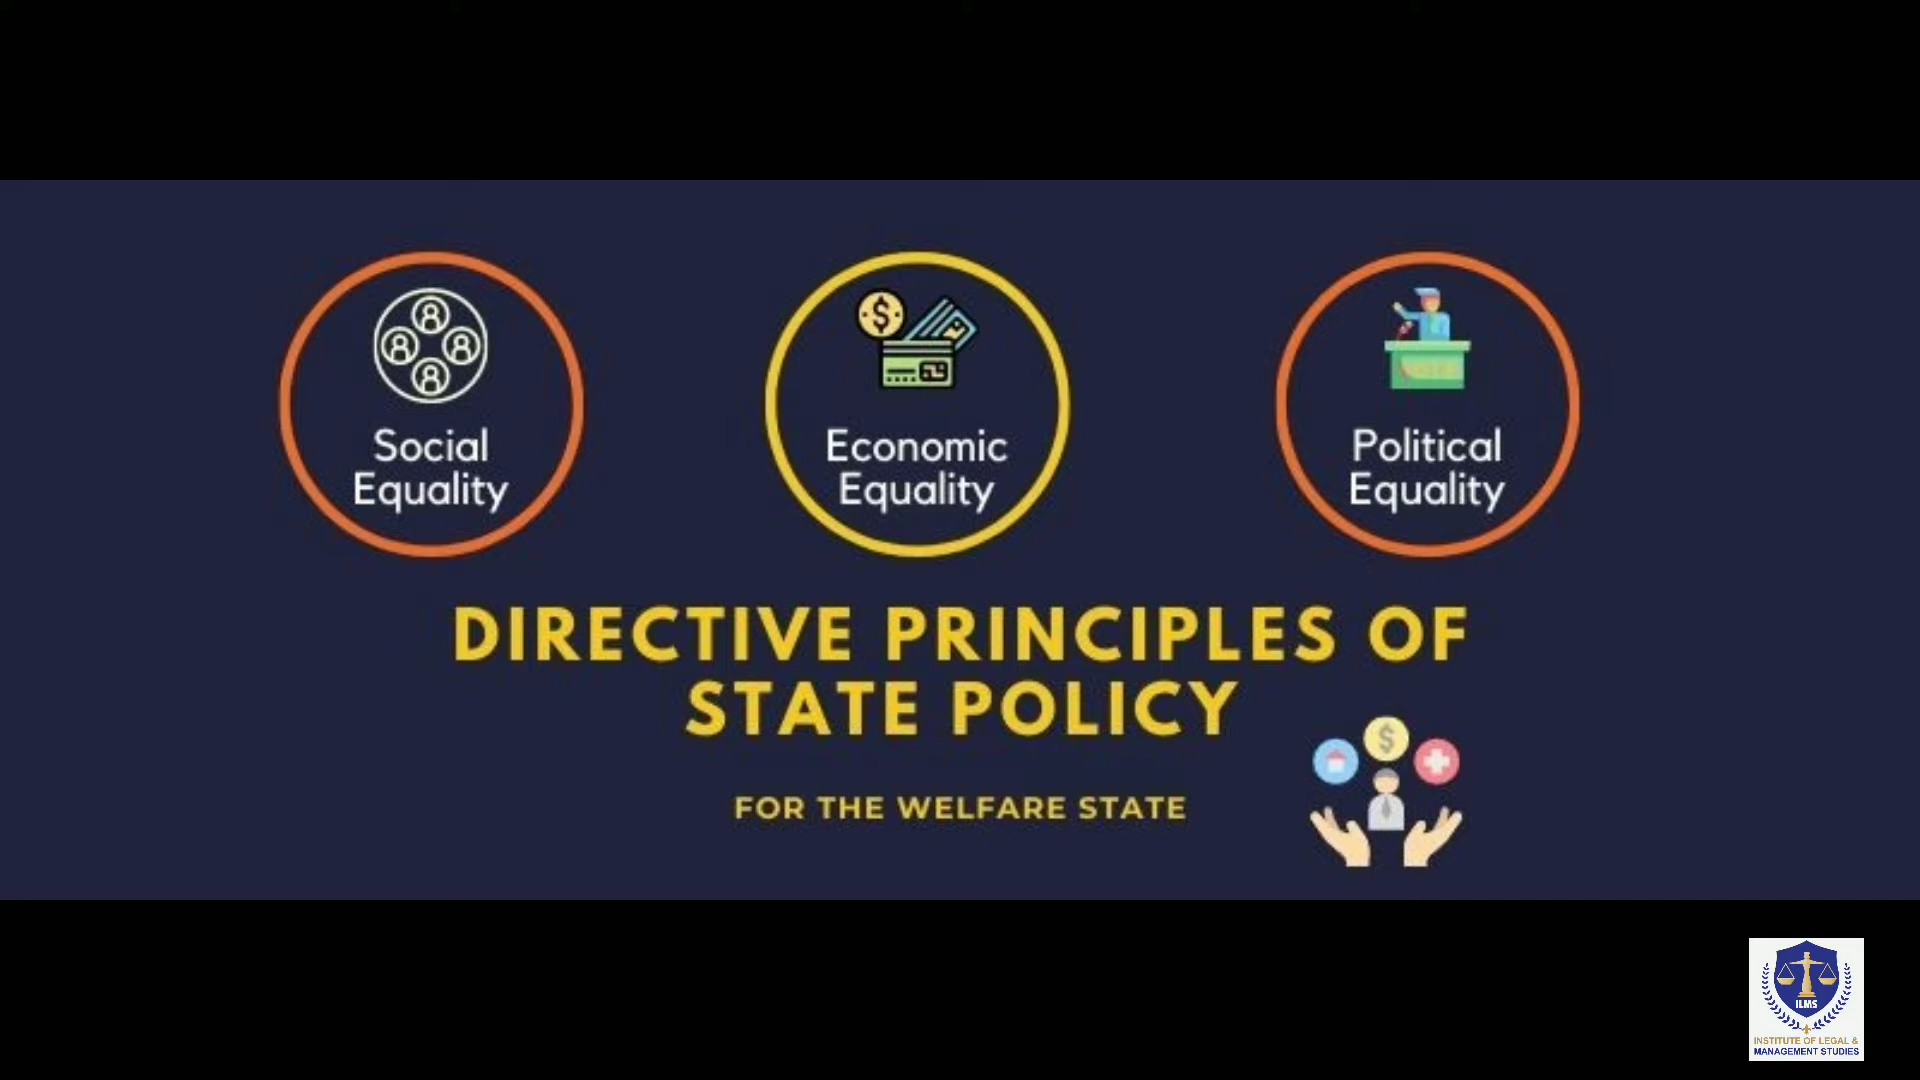 Social
Equality
Economic
Equality
Political
Equality
DIRECTIVE PRINCIPLES OF
STATE POLICY
FOR THE WELFARE STATE
ILMS
INSTITUTE OF LEGAL &
MANAGEMENT STUDIES